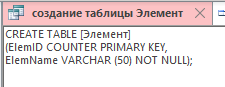 создание таблицы Элемент
CREATE TABLE [Элемент]
(ElemID COUNTER PRIMARY KEY,
ElemName VARCHAR (50) NOT NULL);